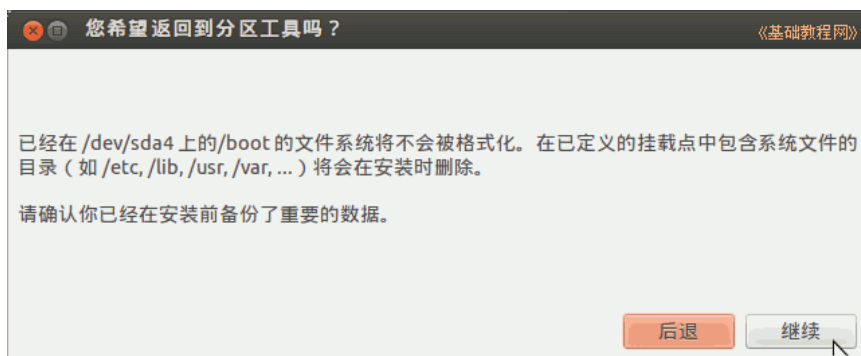 您希望返回到分区工具吗？
《基础教程网》
已经在 /dev/sda4 上的/boot 的文件系统将不会被格式化。在已定义的挂载点中包含系统文件的
目录（如 /etc, /lib, /usr, /var, ...）将会在安装时删除。
请确认你已经在安装前备份了重要的数据。
后退
继续